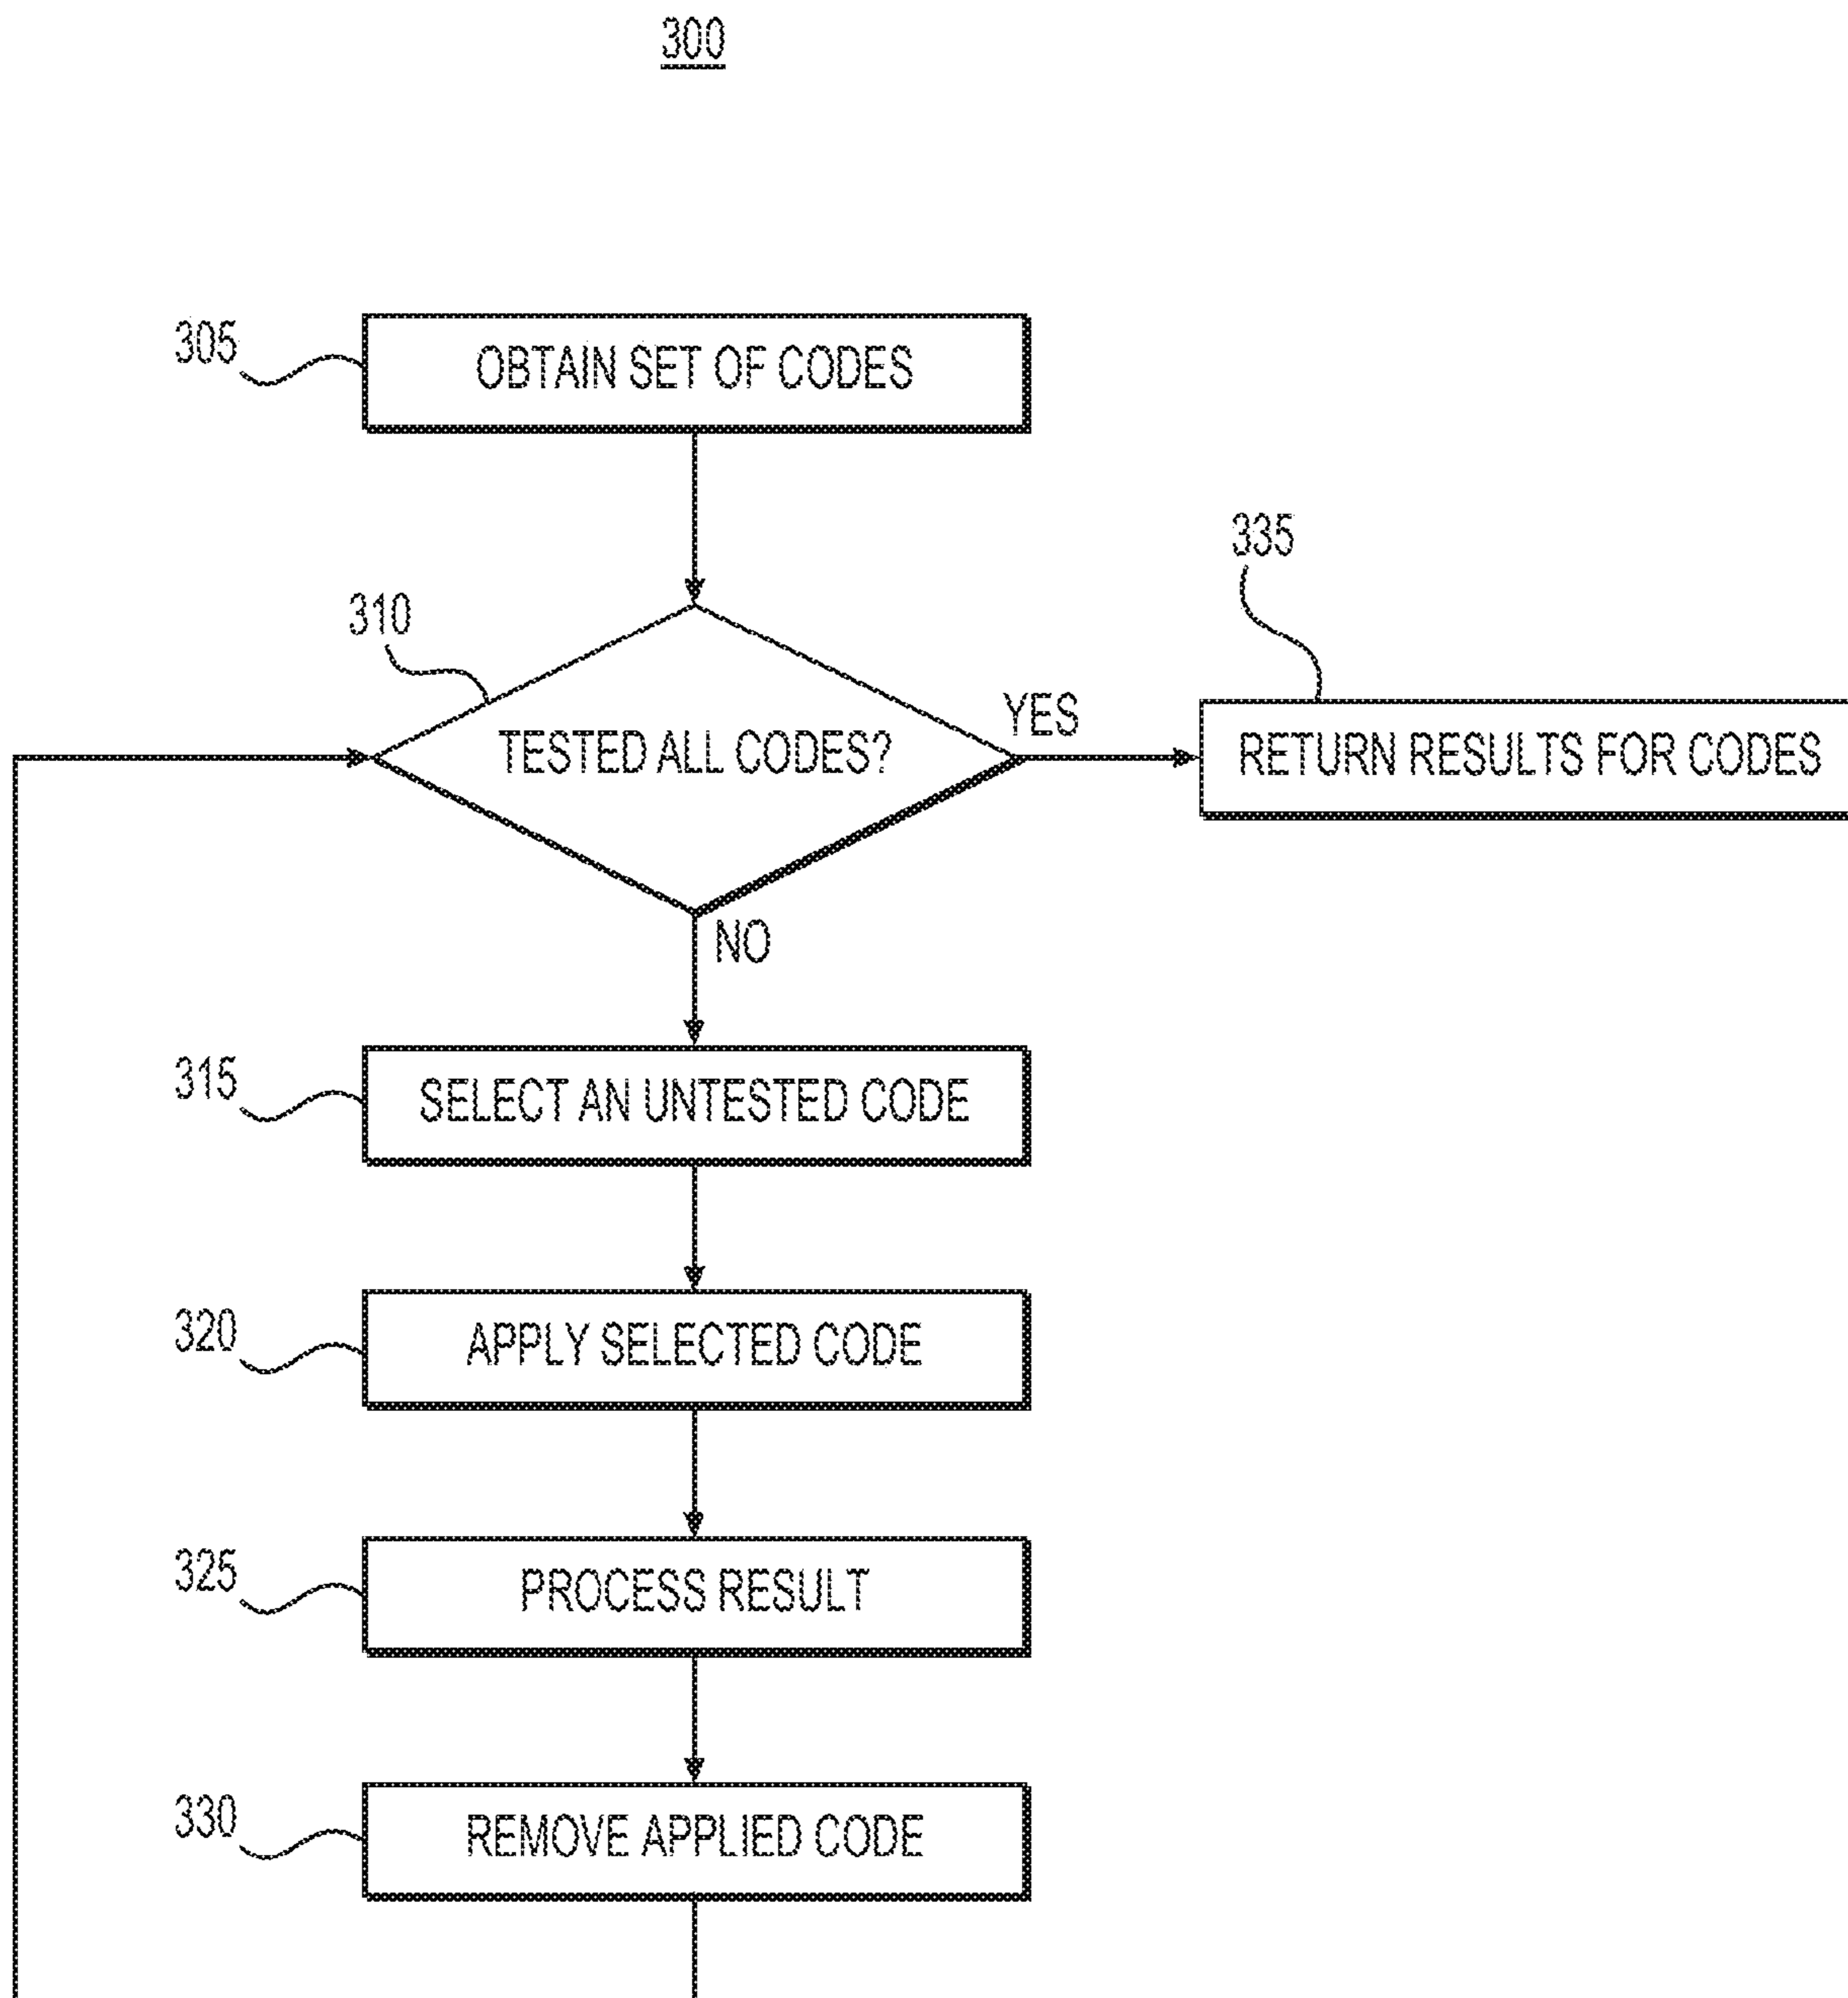 300
305
OBTAIN SET OF CODES
335
310
YES
TESTED ALL CODES?
RETURN RESULTS FOR CODES
NO
315
SELECT AN UNTESTED CODE
320
APPLY SELECTED CODE
325
PROCESS RESULT
330
REMOVE APPLIED CODE